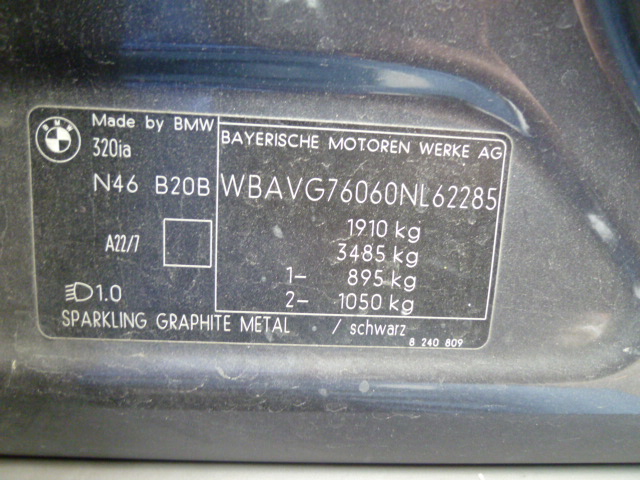 BMW
Made by BMW
320ia
N46 B20B
A22/7
1.0
BAYERISCHE MOTOREN WERKE AG
WBAVG76060NL62285
1910 kg
3485 kg
1- 895 kg
2- 1050 kg
SPARKLING GRAPHITE METAL / schwarz
8 240 809